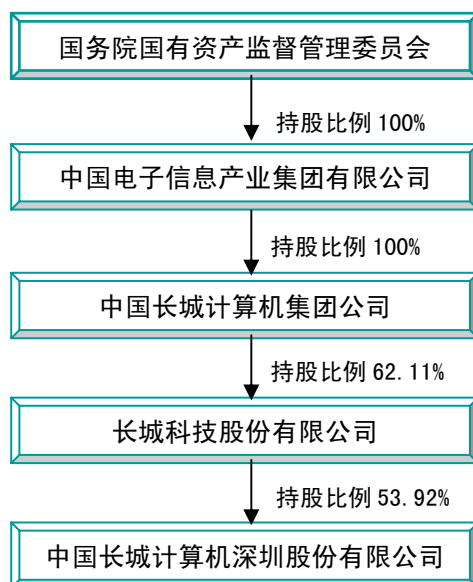 国务院国有资产监督管理委员会
持股比例 100%
中国电子信息产业集团有限公司
持股比例 100%
中国长城计算机集团公司
持股比例 62.11%
长城科技股份有限公司
持股比例 53.92%
中国长城计算机深圳股份有限公司